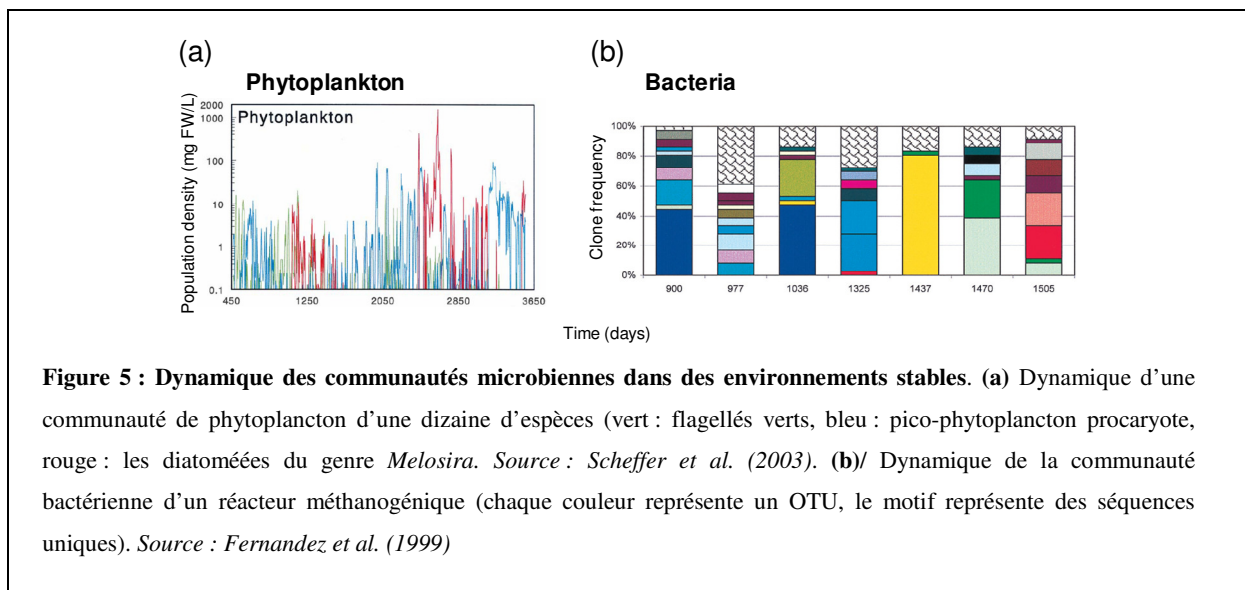 (a)
Phytoplankton
2000
1000
100
10
1
0.1
Population density (mg FW/L)
Phytoplankton
450 1250 2050 2850 3650
(b)
Bacteria
100%
80%
60%
40%
20%
0%
Clone frequency
900 977 1036 1325 1437 1470 1505
Time (days)
Figure 5 : Dynamique des communautés microbiennes dans des environnements stables. (a) Dynamique d’une
communauté de phytoplancton d’une dizaine d’espèces (vert : flagellés verts, bleu : pico-phytoplancton procaryote,
rouge : les diatoméées du genre Melosira. Source : Scheffer et al. (2003). (b)/ Dynamique de la communauté
bactérienne d’un réacteur méthanogénique (chaque couleur représente un OTU, le motif représente des séquences
uniques). Source : Fernandez et al. (1999)